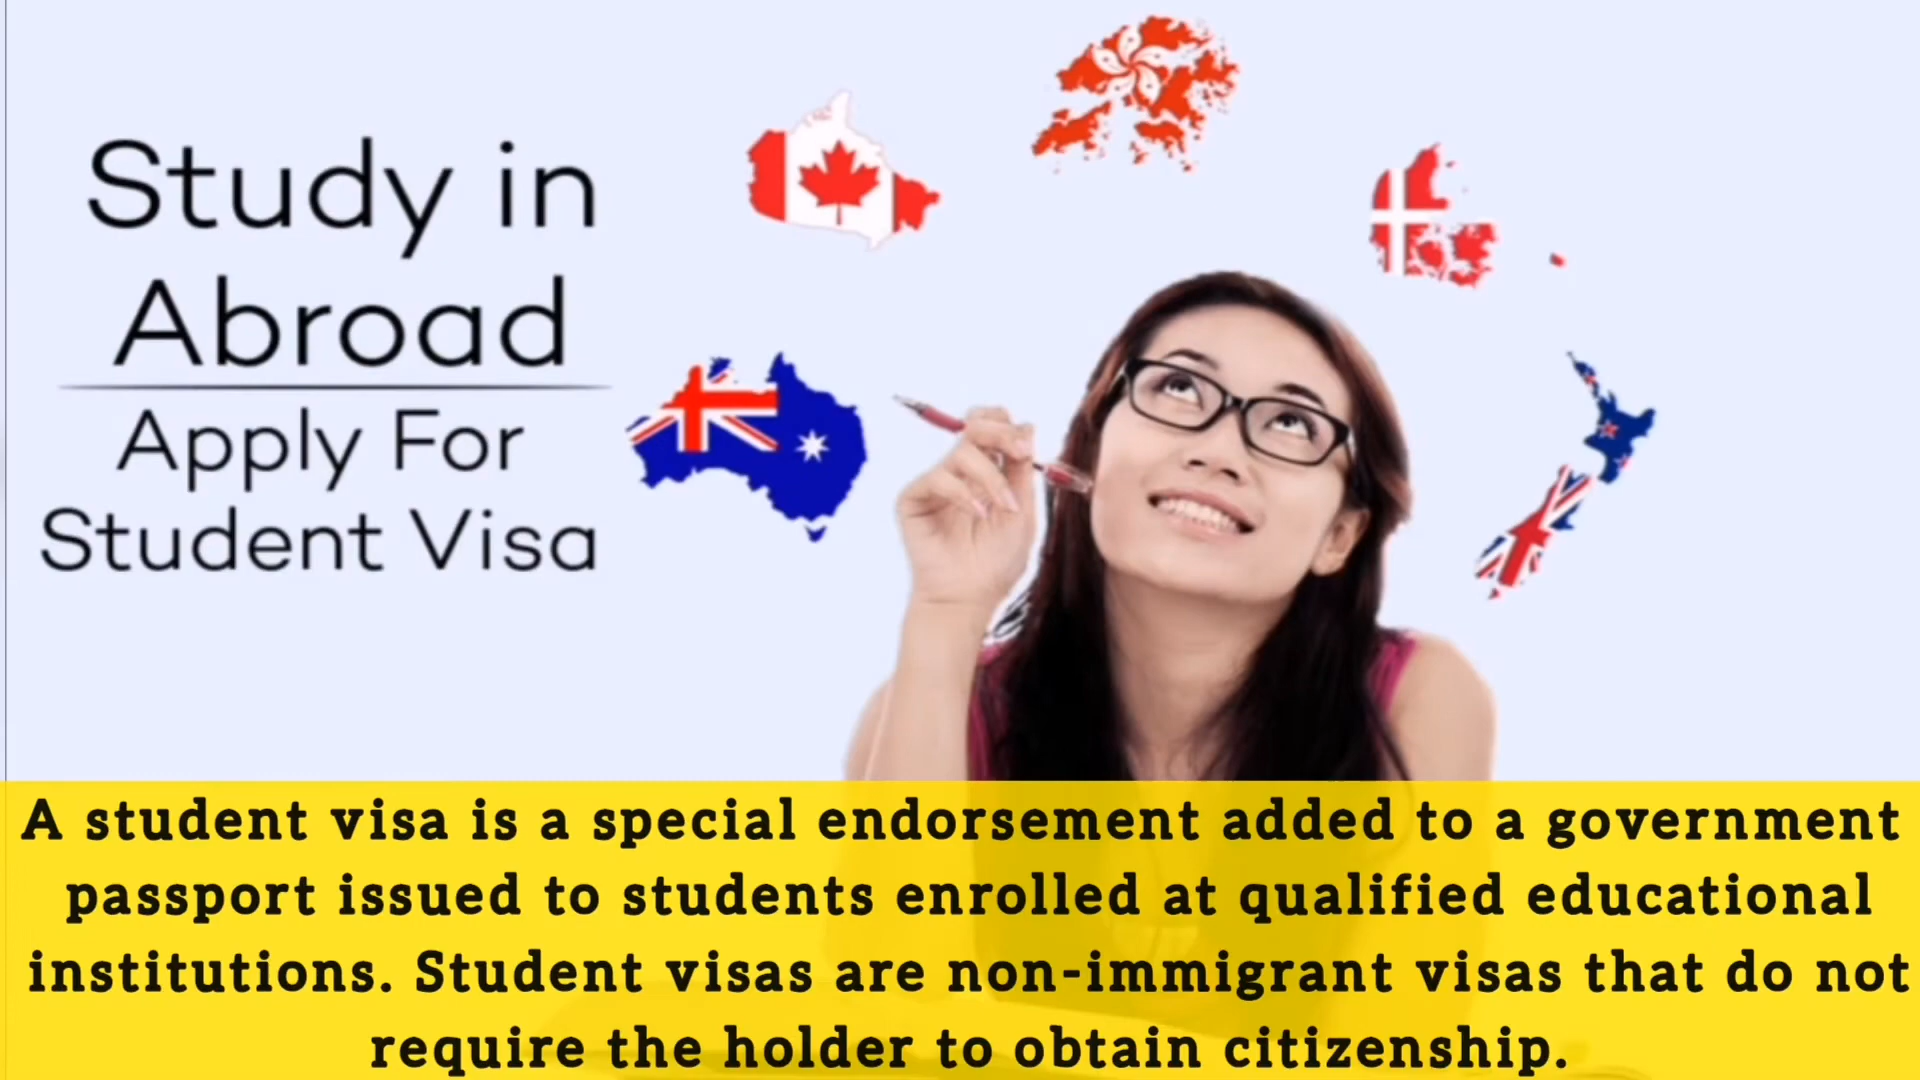 Study in
Abroad
Apply For
Student Visa
A student visa is a special endorsement added to a government
passport issued to students enrolled at qualified educational
institutions. Student visas are non-immigrant visas that do not
require the holder to obtain citizenship.